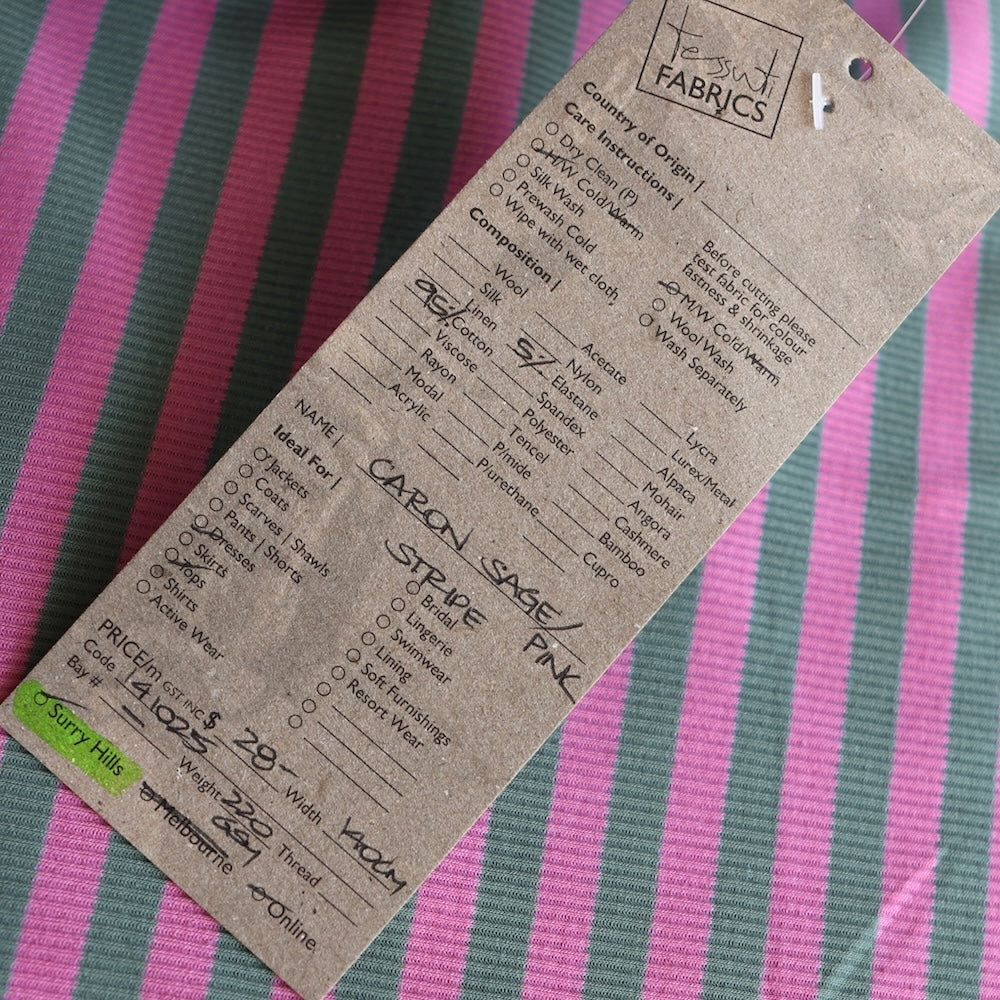 tessuti
FABRICS
Country of Origin |
Care Instructions |
Dry Clean (P)
H/W Cold/Warm
Silk Wash
Prewash Cold
Wipe with wet cloth
Before cutting please
test fabric for colour
fastness & shrinkage
M/W Cold/Warm
Wool Wash
Wash Separately
Composition |
Wool
Silk
Linen
95% Cotton
Viscose
Rayon
Modal
Acrylic
Acetate
Nylon
5% Elastane
Spandex
Polyester
Tencel
P/mide
Purethane
Lycra
Lurex/Metal
Alpaca
Mohair
Angora
Cashmere
Bamboo
Cupro
NAME | CARON SAGE/
PINK
STRIPE
Ideal For |
Jackets
Coats
Scarves | Shawls
Pants | Shorts
Dresses
Skirts
Tops
Shirts
Active Wear
Bridal
Lingerie
Swimwear
Lining
Soft Furnishings
Resort Wear
PRICE/m GST INC $ 28-
Width 140cm
Code 141025
Weight 220
Thread
Bay #
Surry Hills
Melbourne
Online